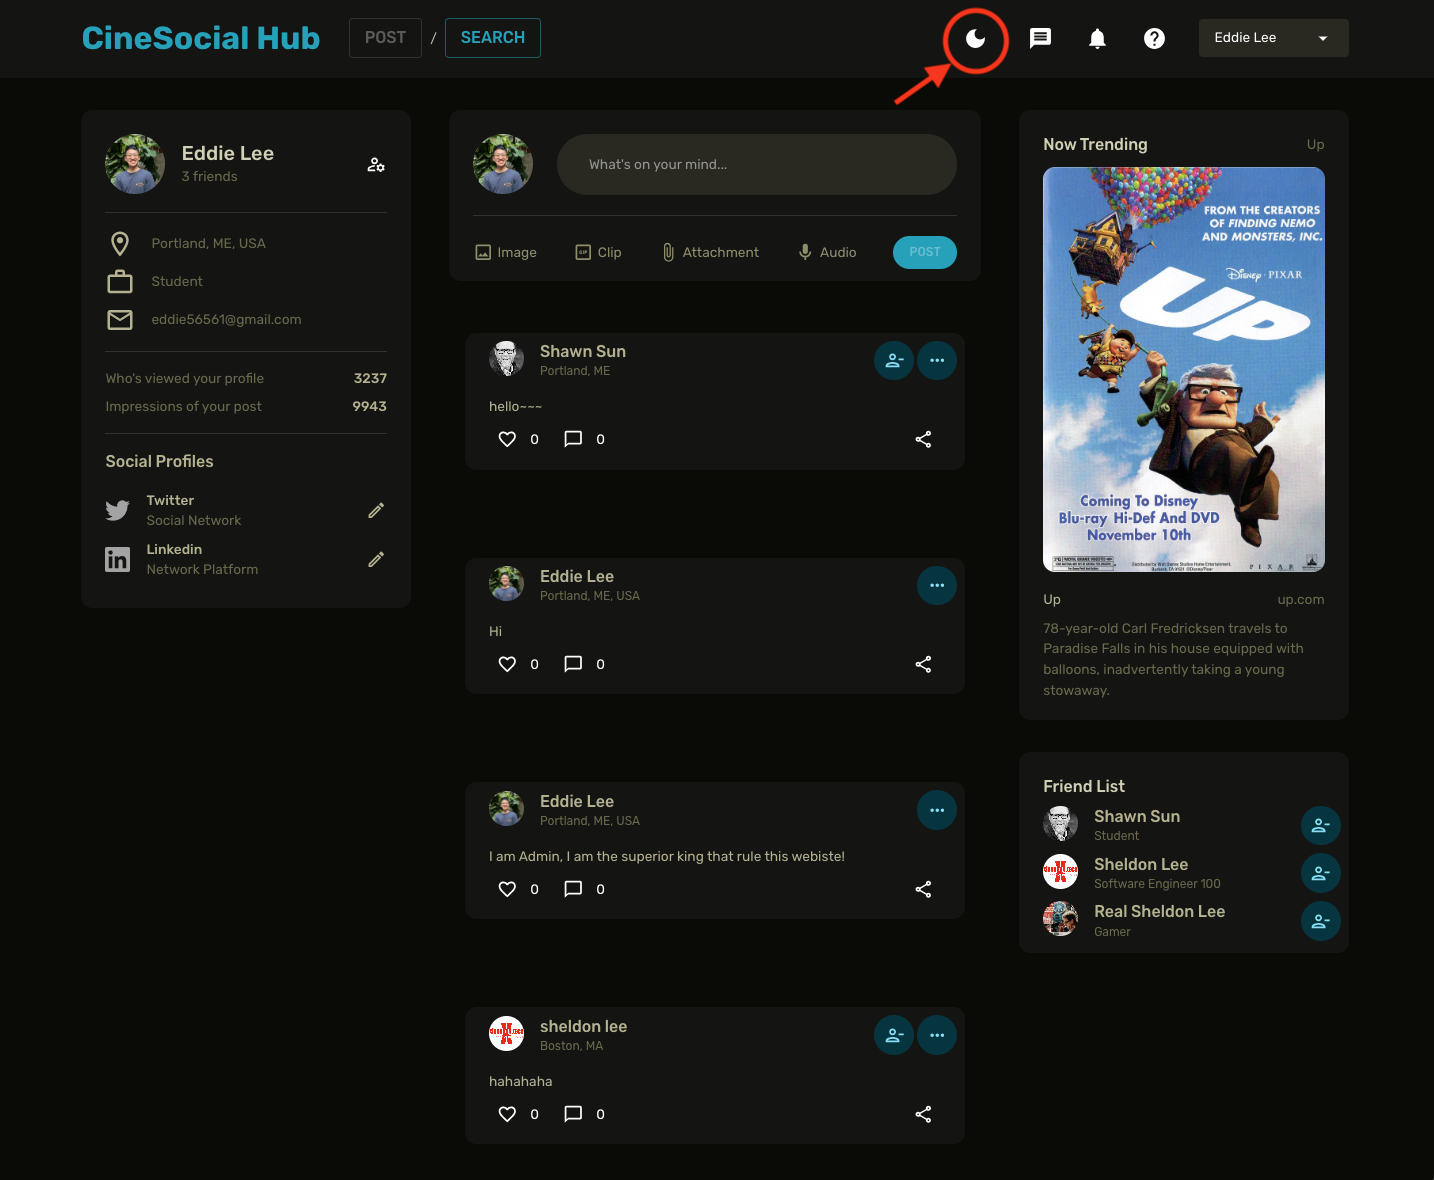 CineSocial Hub
POST / SEARCH
Eddie Lee
Eddie Lee
3 friends
Portland, ME, USA
Student
eddie56561@gmail.com
Who's viewed your profile 3237
Impressions of your post 9943
Social Profiles
Twitter
Social Network
Linkedin
Network Platform
What's on your mind...
Image Clip Attachment Audio POST
Shawn Sun
Portland, ME
hello~~~
0 0
Eddie Lee
Portland, ME, USA
Hi
0 0
Eddie Lee
Portland, ME, USA
I am Admin, I am the superior king that rule this webiste!
0 0
sheldon lee
Boston, MA
hahahaha
0 0
Now Trending Up
FROM THE CREATORS
OF FINDING NEMO
AND MONSTERS, INC.
Disney · PIXAR
UP
Coming To Disney
Blu-ray Hi-Def And DVD
November 10th
PIXAR
Up up.com
78-year-old Carl Fredricksen travels to
Paradise Falls in his house equipped with
balloons, inadvertently taking a young
stowaway.
Friend List
Shawn Sun
Student
Sheldon Lee
Software Engineer 100
Real Sheldon Lee
Gamer